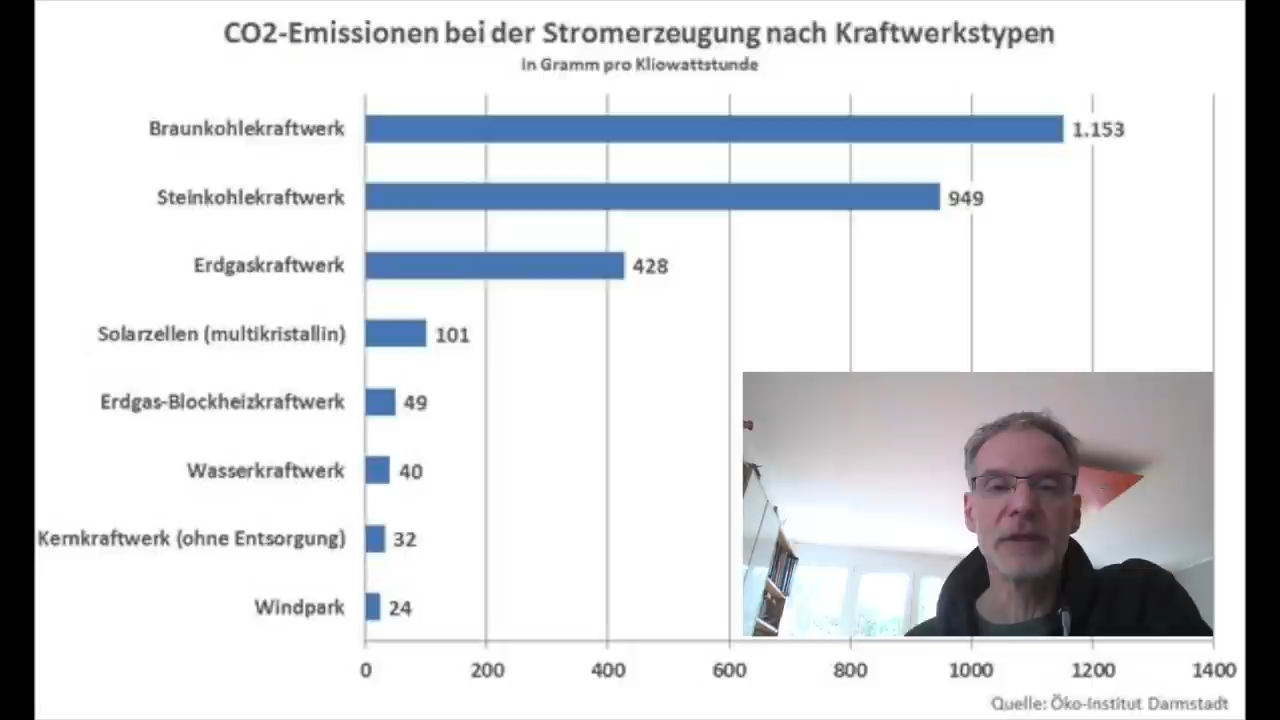 CO2-Emissionen bei der Stromerzeugung nach Kraftwerkstypen
in Gramm pro Kliowattstunde
Braunkohlekraftwerk 1.153
Steinkohlekraftwerk 949
Erdgaskraftwerk 428
Solarzellen (multikristallin) 101
Erdgas-Blockheizkraftwerk 49
Wasserkraftwerk 40
Kernkraftwerk (ohne Entsorgung) 32
Windpark 24
0 200 400 600 800 1000 1200 1400
Quelle: Öko-Institut Darmstadt